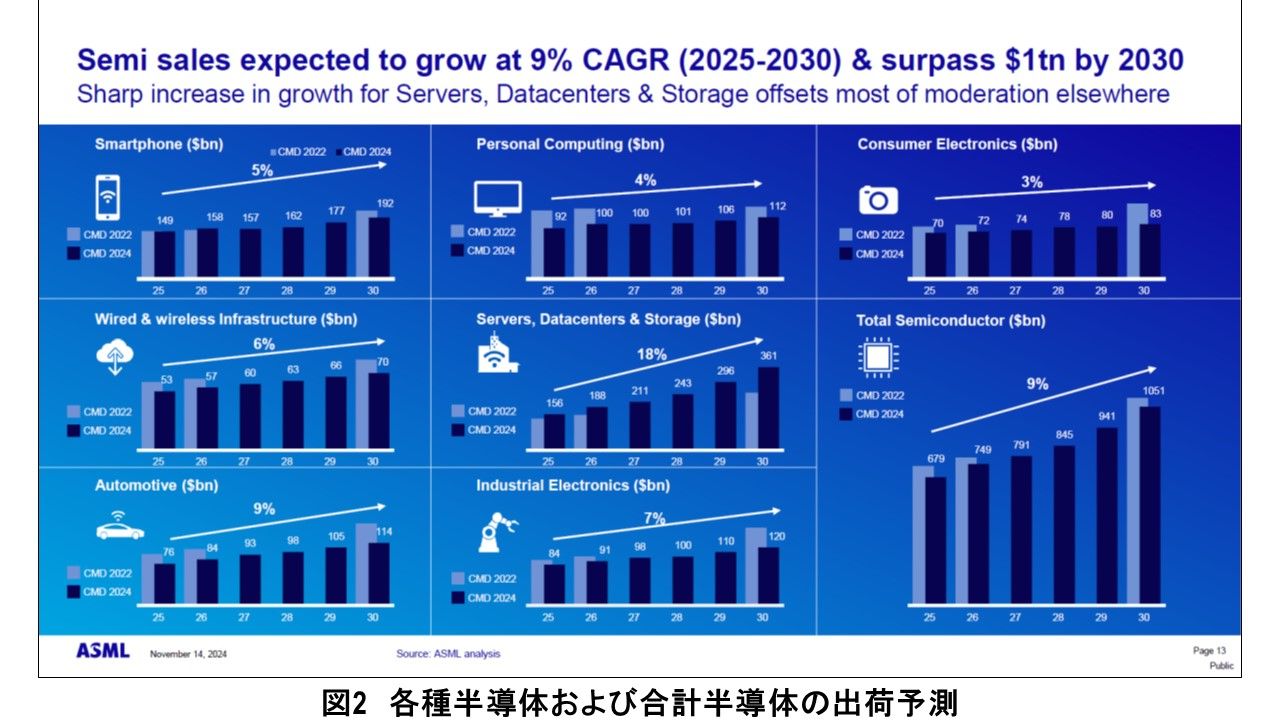 Semi sales expected to grow at 9% CAGR (2025-2030) & surpass $1tn by 2030
Sharp increase in growth for Servers, Datacenters & Storage offsets most of moderation elsewhere
Smartphone ($bn)
CMD 2022 CMD 2024
5%
149 158 157 162 177 192
CMD 2022
CMD 2024
25 26 27 28 29 30
Personal Computing ($bn)
4%
92 100 100 101 106 112
CMD 2022
CMD 2024
25 26 27 28 29 30
Consumer Electronics ($bn)
3%
70 72 74 78 80 83
CMD 2022
CMD 2024
25 26 27 28 29 30
Wired & wireless Infrastructure ($bn)
6%
53 57 60 63 66 70
CMD 2022
CMD 2024
25 26 27 28 29 30
Servers, Datacenters & Storage ($bn)
18%
156 188 211 243 296 361
CMD 2022
CMD 2024
25 26 27 28 29 30
Total Semiconductor ($bn)
9%
679 749 791 845 941 1051
CMD 2022
CMD 2024
25 26 27 28 29 30
Automotive ($bn)
9%
76 84 93 98 105 114
CMD 2022
CMD 2024
25 26 27 28 29 30
Industrial Electronics ($bn)
7%
84 91 98 100 110 120
CMD 2022
CMD 2024
25 26 27 28 29 30
ASML November 14, 2024 Source: ASML analysis Page 13
Public
図2 各種半導体および合計半導体の出荷予測